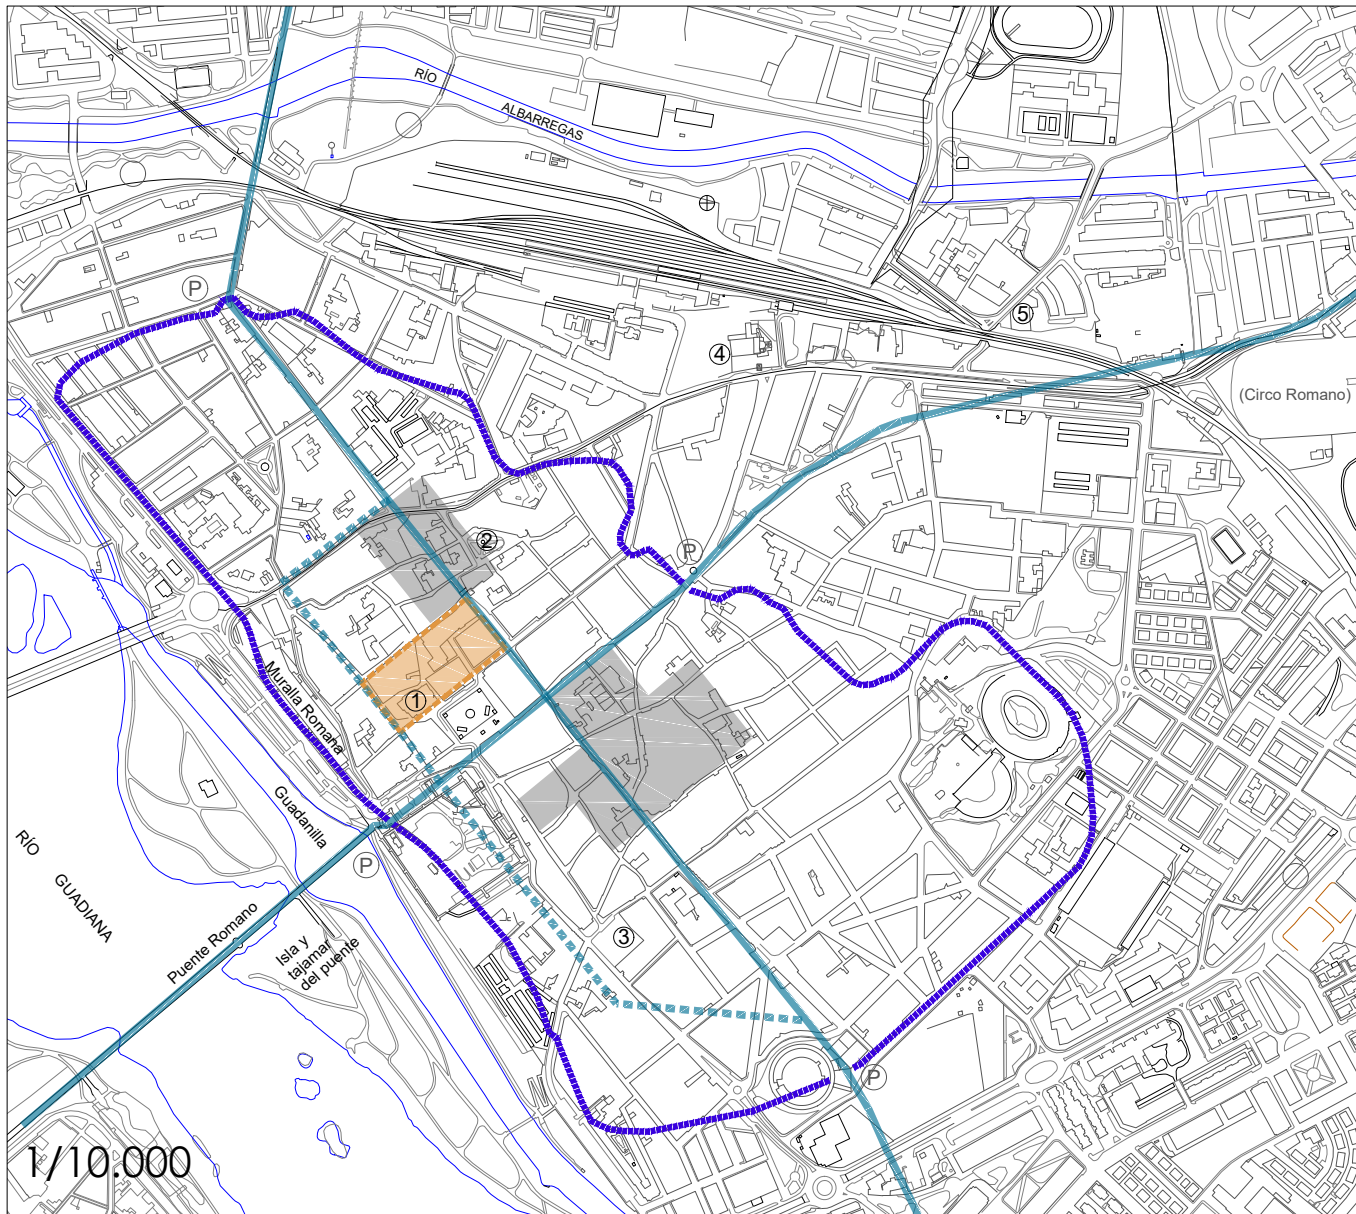 RÍO
ALBARREGAS
P
5
4
(Circo Romano)
2
P
1
Muralla Romana
Guadanilla
RÍO
GUADIANA
P
Puente Romano
Isla y
tajamar
del puente
3
P
1/10.000